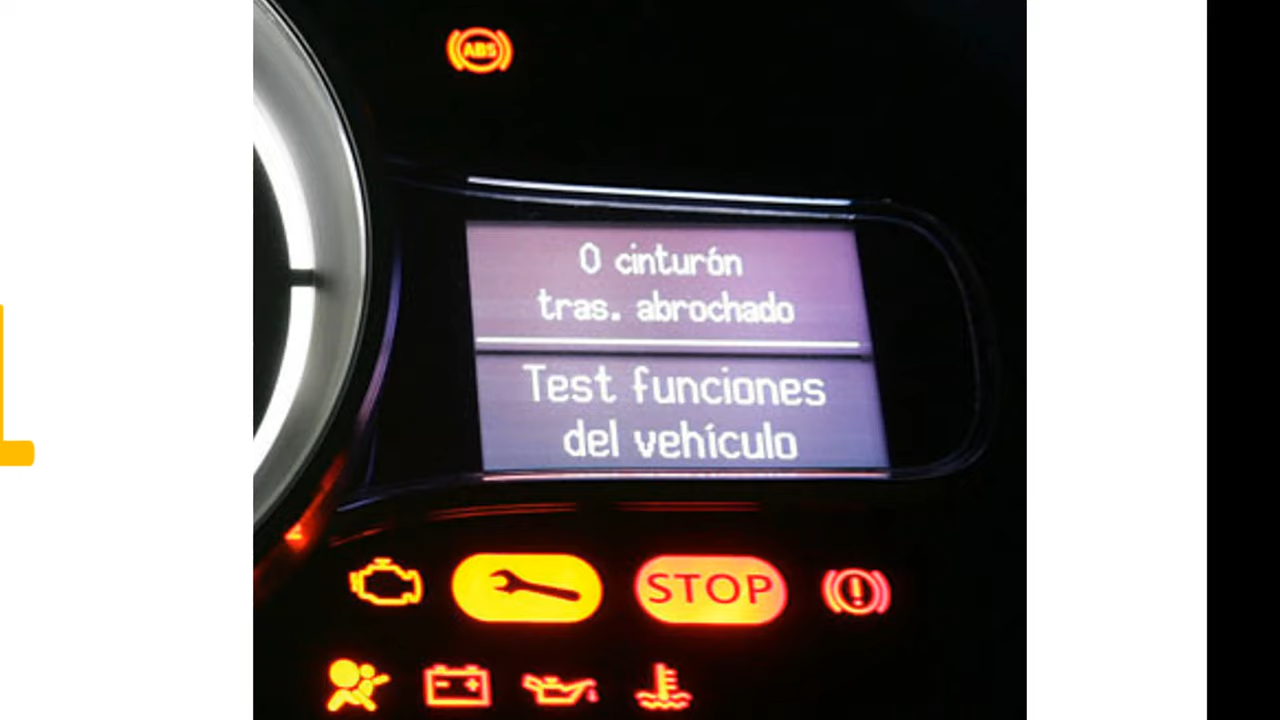 ABS
0 cinturón
tras. abrochado
Test funciones
del vehículo
STOP